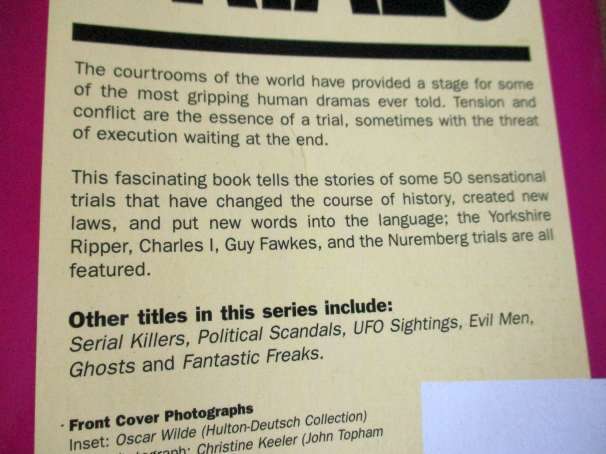 The courtrooms of the world have provided a stage for some
of the most gripping human dramas ever told. Tension and
conflict are the essence of a trial, sometimes with the threat
of execution waiting at the end.
This fascinating book tells the stories of some 50 sensational
trials that have changed the course of history, created new
laws, and put new words into the language; the Yorkshire
Ripper, Charles I, Guy Fawkes, and the Nuremberg trials are all
featured.
Other titles in this series include:
Serial Killers, Political Scandals, UFO Sightings, Evil Men,
Ghosts and Fantastic Freaks.
Front Cover Photographs
Inset: Oscar Wilde (Hulton-Deutsch Collection)
Christine Keeler (John Topham